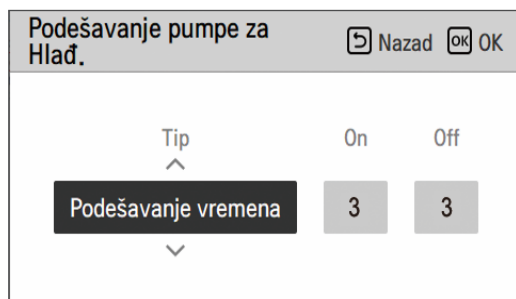 Podešavanje pumpe za
Hlađ.
Nazad OK OK
Tip On Off
Podešavanje vremena 3 3